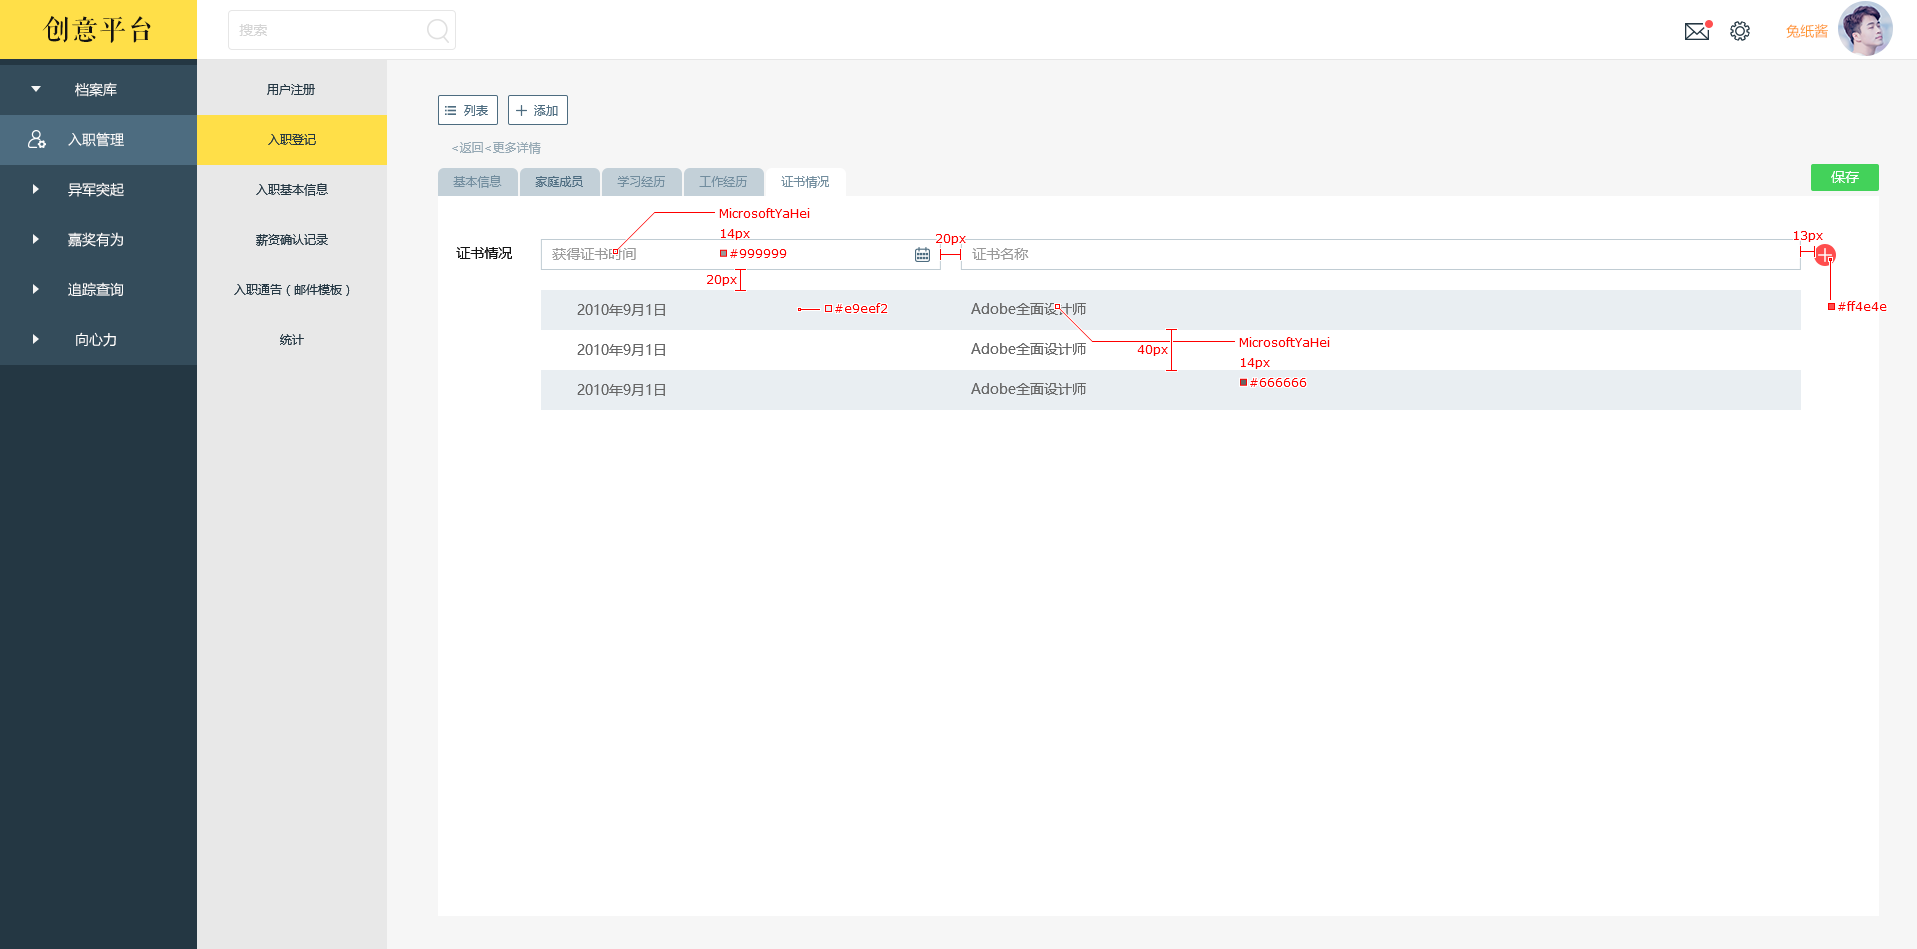 创意平台
搜索
兔纸酱
档案库
入职管理
异军突起
嘉奖有为
追踪查询
向心力
用户注册
入职登记
入职基本信息
薪资确认记录
入职通告（邮件模板）
统计
列表
添加
<返回<更多详情
基本信息
家庭成员
学习经历
工作经历
证书情况
保存
MicrosoftYaHei
14px
#999999
证书情况
获得证书时间
20px
证书名称
13px
20px
#ff4e4e
2010年9月1日
#e9eef2
Adobe全面设计师
2010年9月1日
Adobe全面设计师
40px
MicrosoftYaHei
14px
#666666
2010年9月1日
Adobe全面设计师